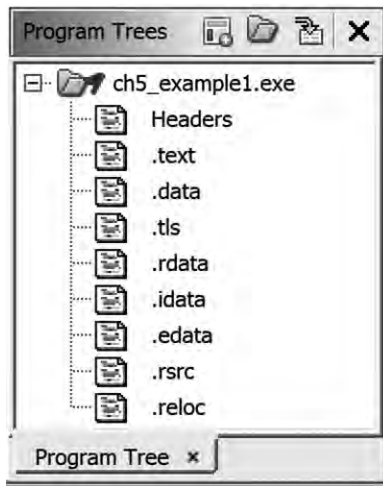 Program Trees
ch5_example1.exe
Headers
.text
.data
.tls
.rdata
.idata
.edata
.rsrc
.reloc
Program Tree ×